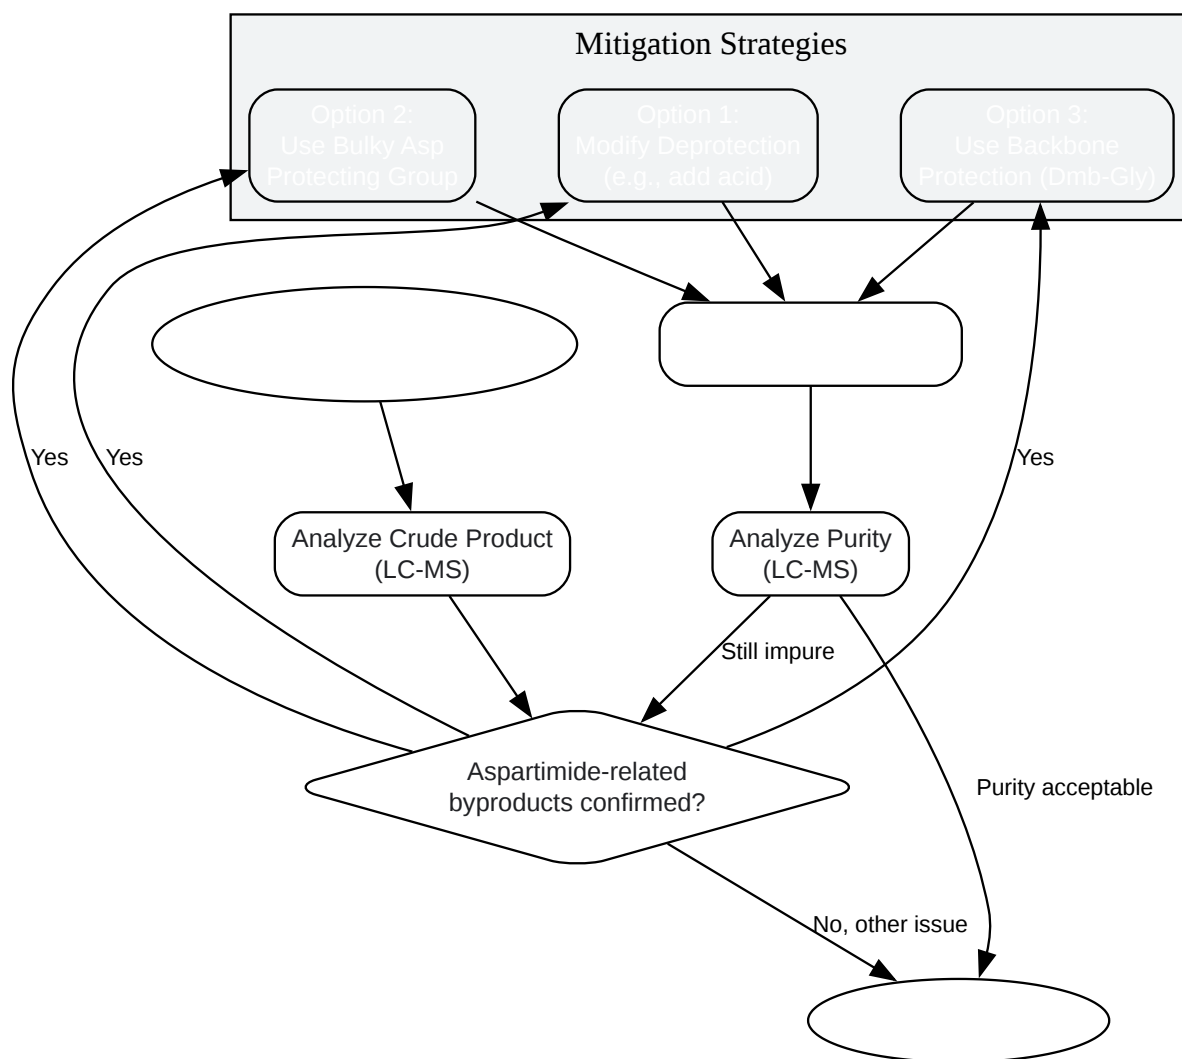 Mitigation Strategies
Option 2:
Use Bulky Asp
Protecting Group
Option 1:
Modify Deprotection
(e.g., add acid)
Option 3:
Use Backbone
Protection (Dmb-Gly)
Yes
Yes
Yes
Analyze Crude Product
(LC-MS)
Analyze Purity
(LC-MS)
Still impure
Aspartimide-related
byproducts confirmed?
Purity acceptable
No, other issue